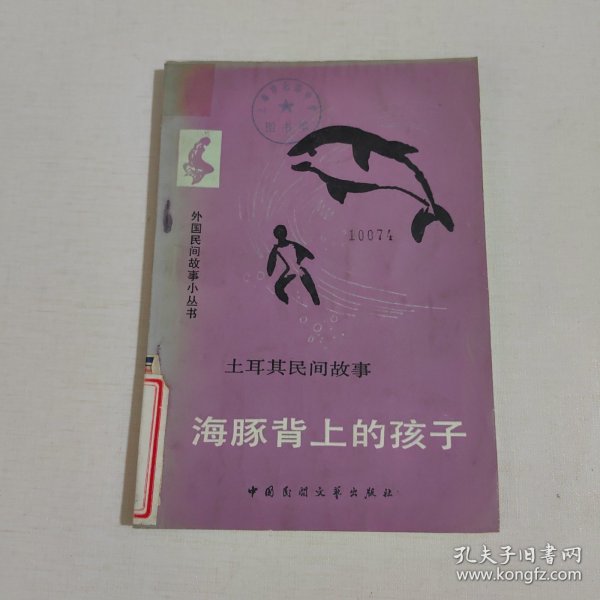 图书
外国民间故事小丛书
10074
土耳其民间故事
海豚背上的孩子
中国民间文艺出版社
孔夫子旧书网
www.kongfz.com